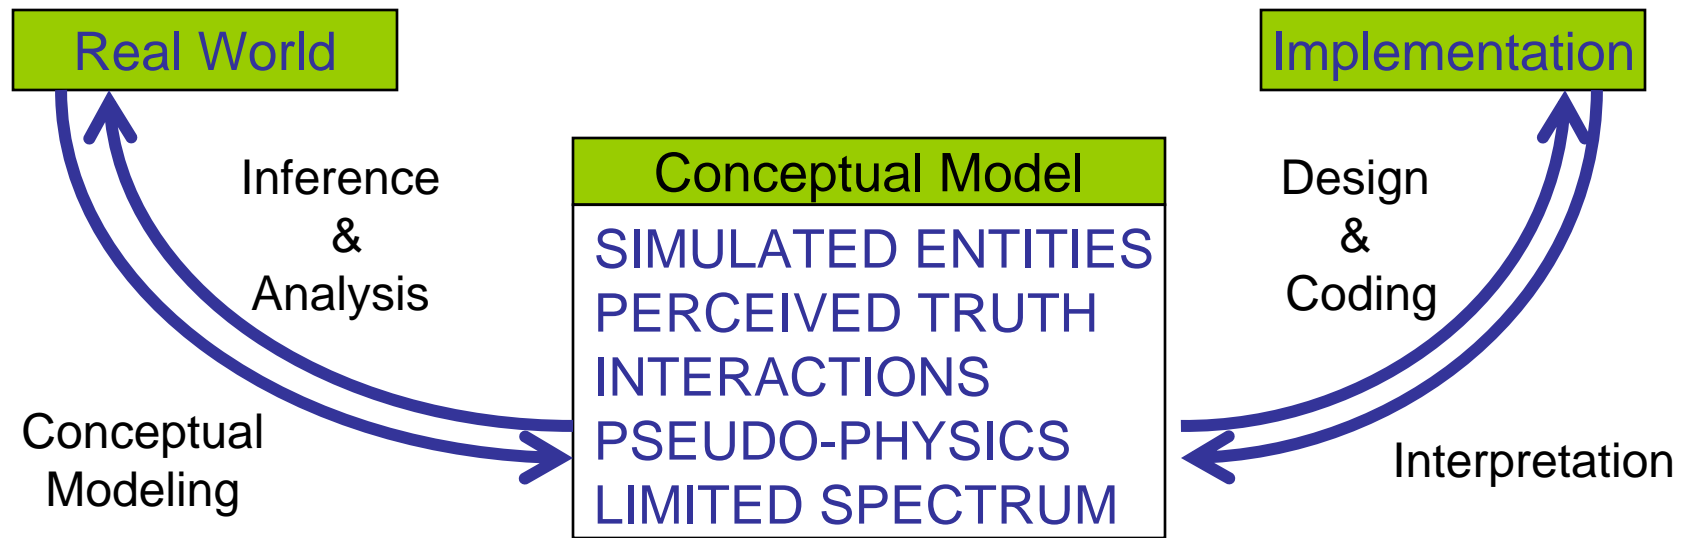 Real World
Implementation
Inference
&
Analysis
Conceptual
Modeling
Conceptual Model
SIMULATED ENTITIES
PERCEIVED TRUTH
INTERACTIONS
PSEUDO-PHYSICS
LIMITED SPECTRUM
Design
&
Coding
Interpretation